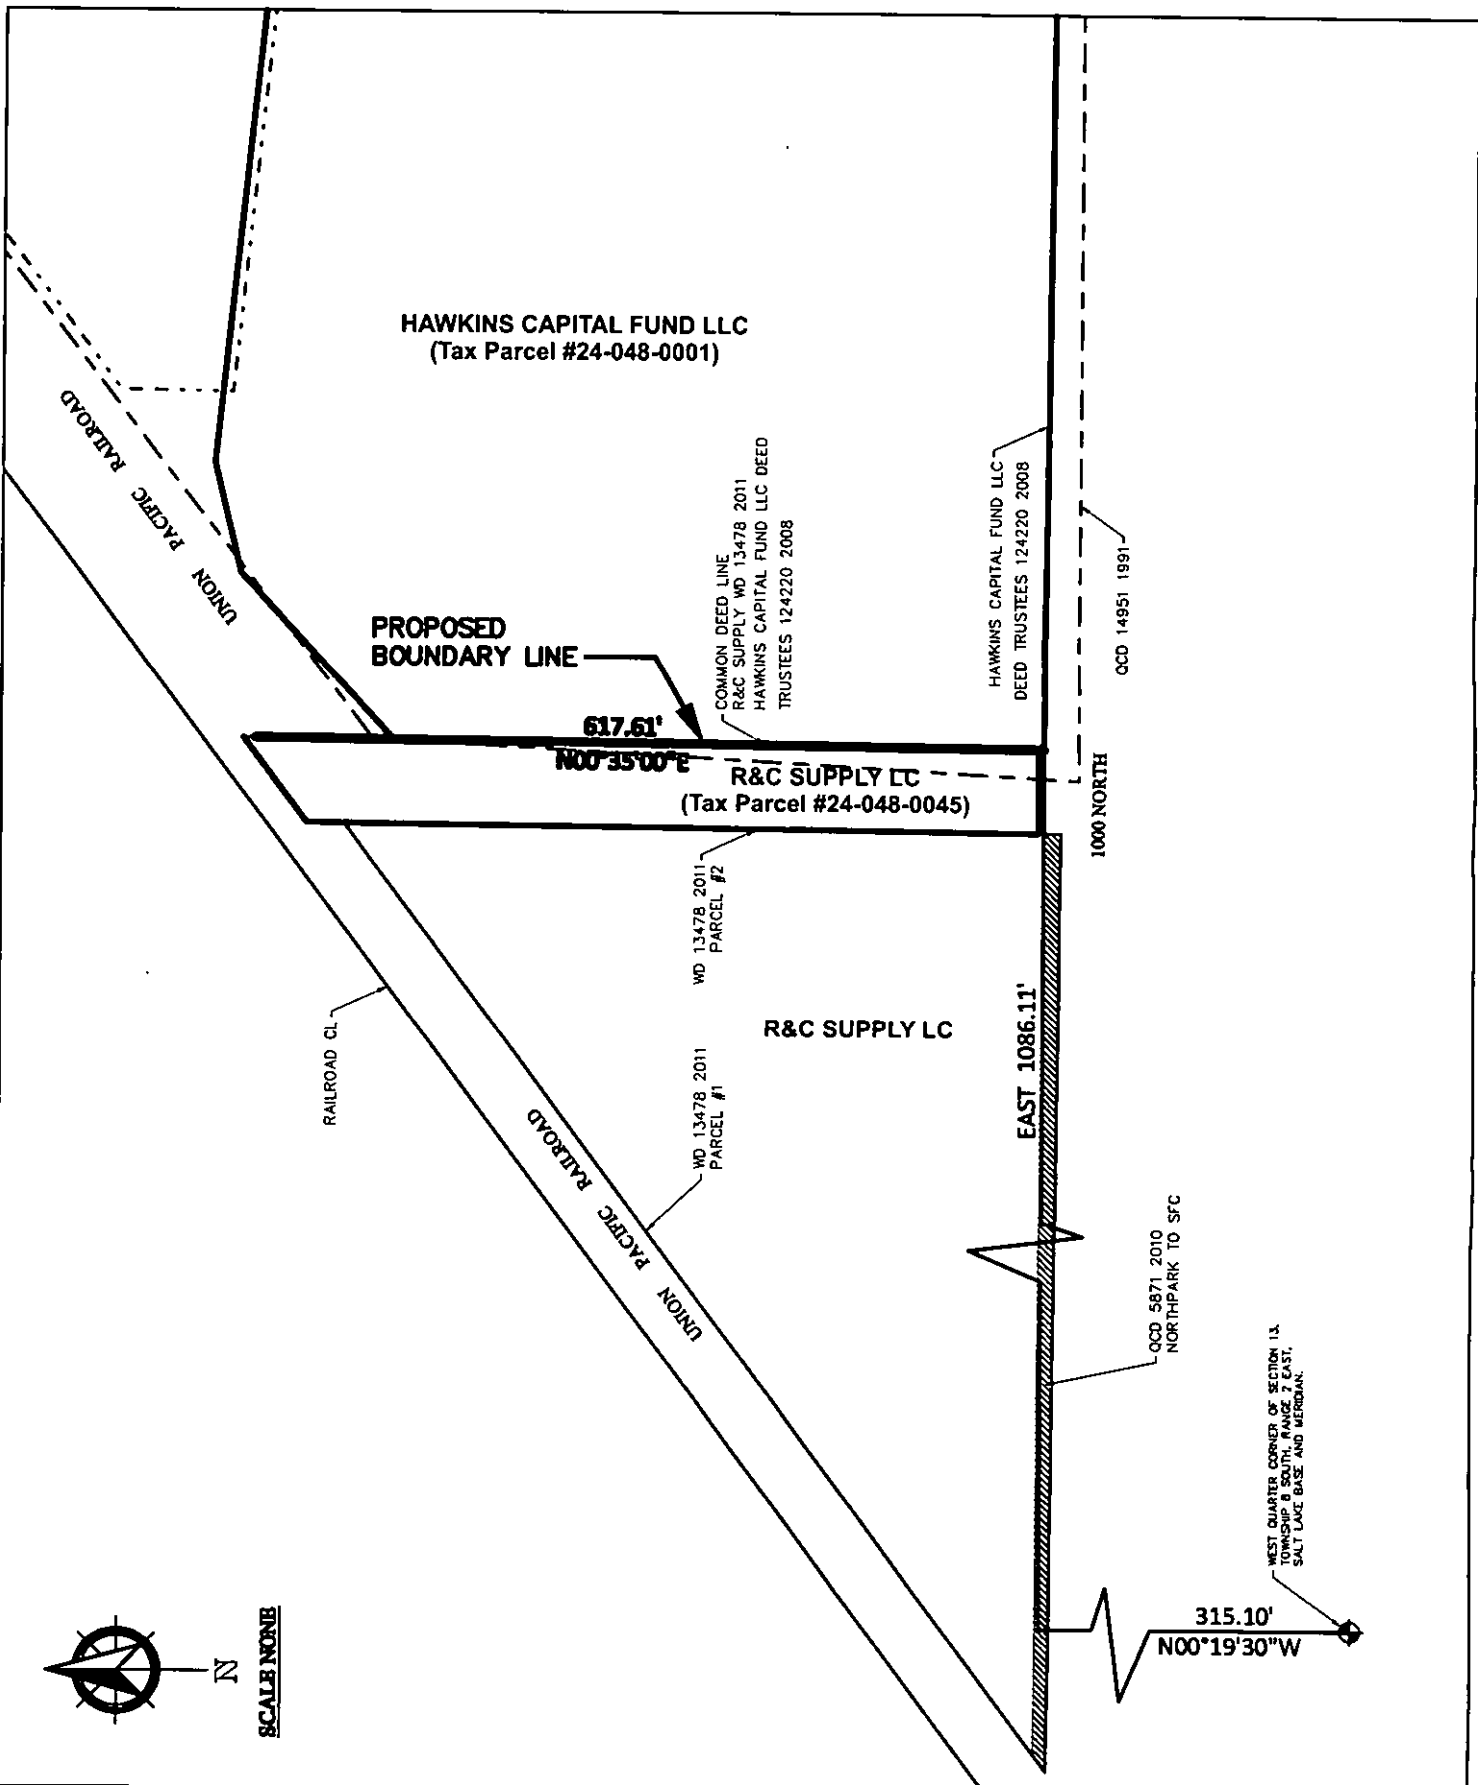 HAWKINS CAPITAL FUND LLC
(Tax Parcel #24-048-0001)
UNION PACIFIC RAILROAD
PROPOSED
BOUNDARY LINE
COMMON DEED LINE
R&C SUPPLY WD 13478 2011
HAWKINS CAPITAL FUND LLC DEED
TRUSTEES 124220 2008
HAWKINS CAPITAL FUND LLC
DEED TRUSTEES 124220 2008
QCD 14951 1991
617.61'
N00°35'00"E
R&C SUPPLY LC
(Tax Parcel #24-048-0045)
1000 NORTH
WD 13478 2011
PARCEL #2
RAILROAD CL
R&C SUPPLY LC
EAST 1086.11'
WD 13478 2011
PARCEL #1
UNION PACIFIC RAILROAD
QCD 5871 2010
NORTHPARK TO SFC
WEST QUARTER CORNER OF SECTION 13,
TOWNSHIP 8 SOUTH, RANGE 2 EAST,
SALT LAKE BASE AND MERIDIAN.
315.10'
N00°19'30"W
N
SCALE NONE